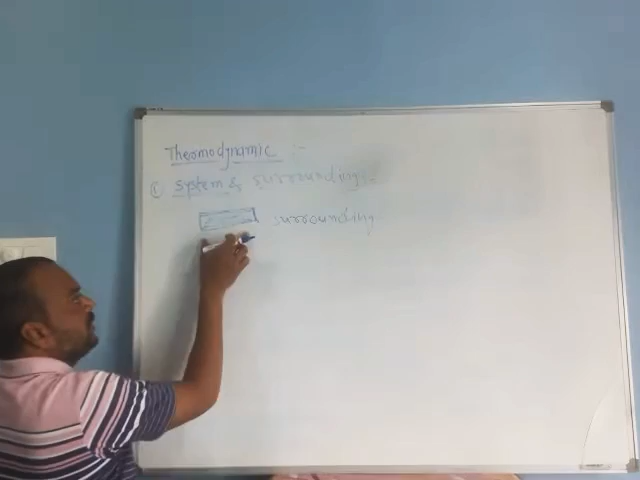 Thermodynamic :-
① System & surrounding :-
surrounding